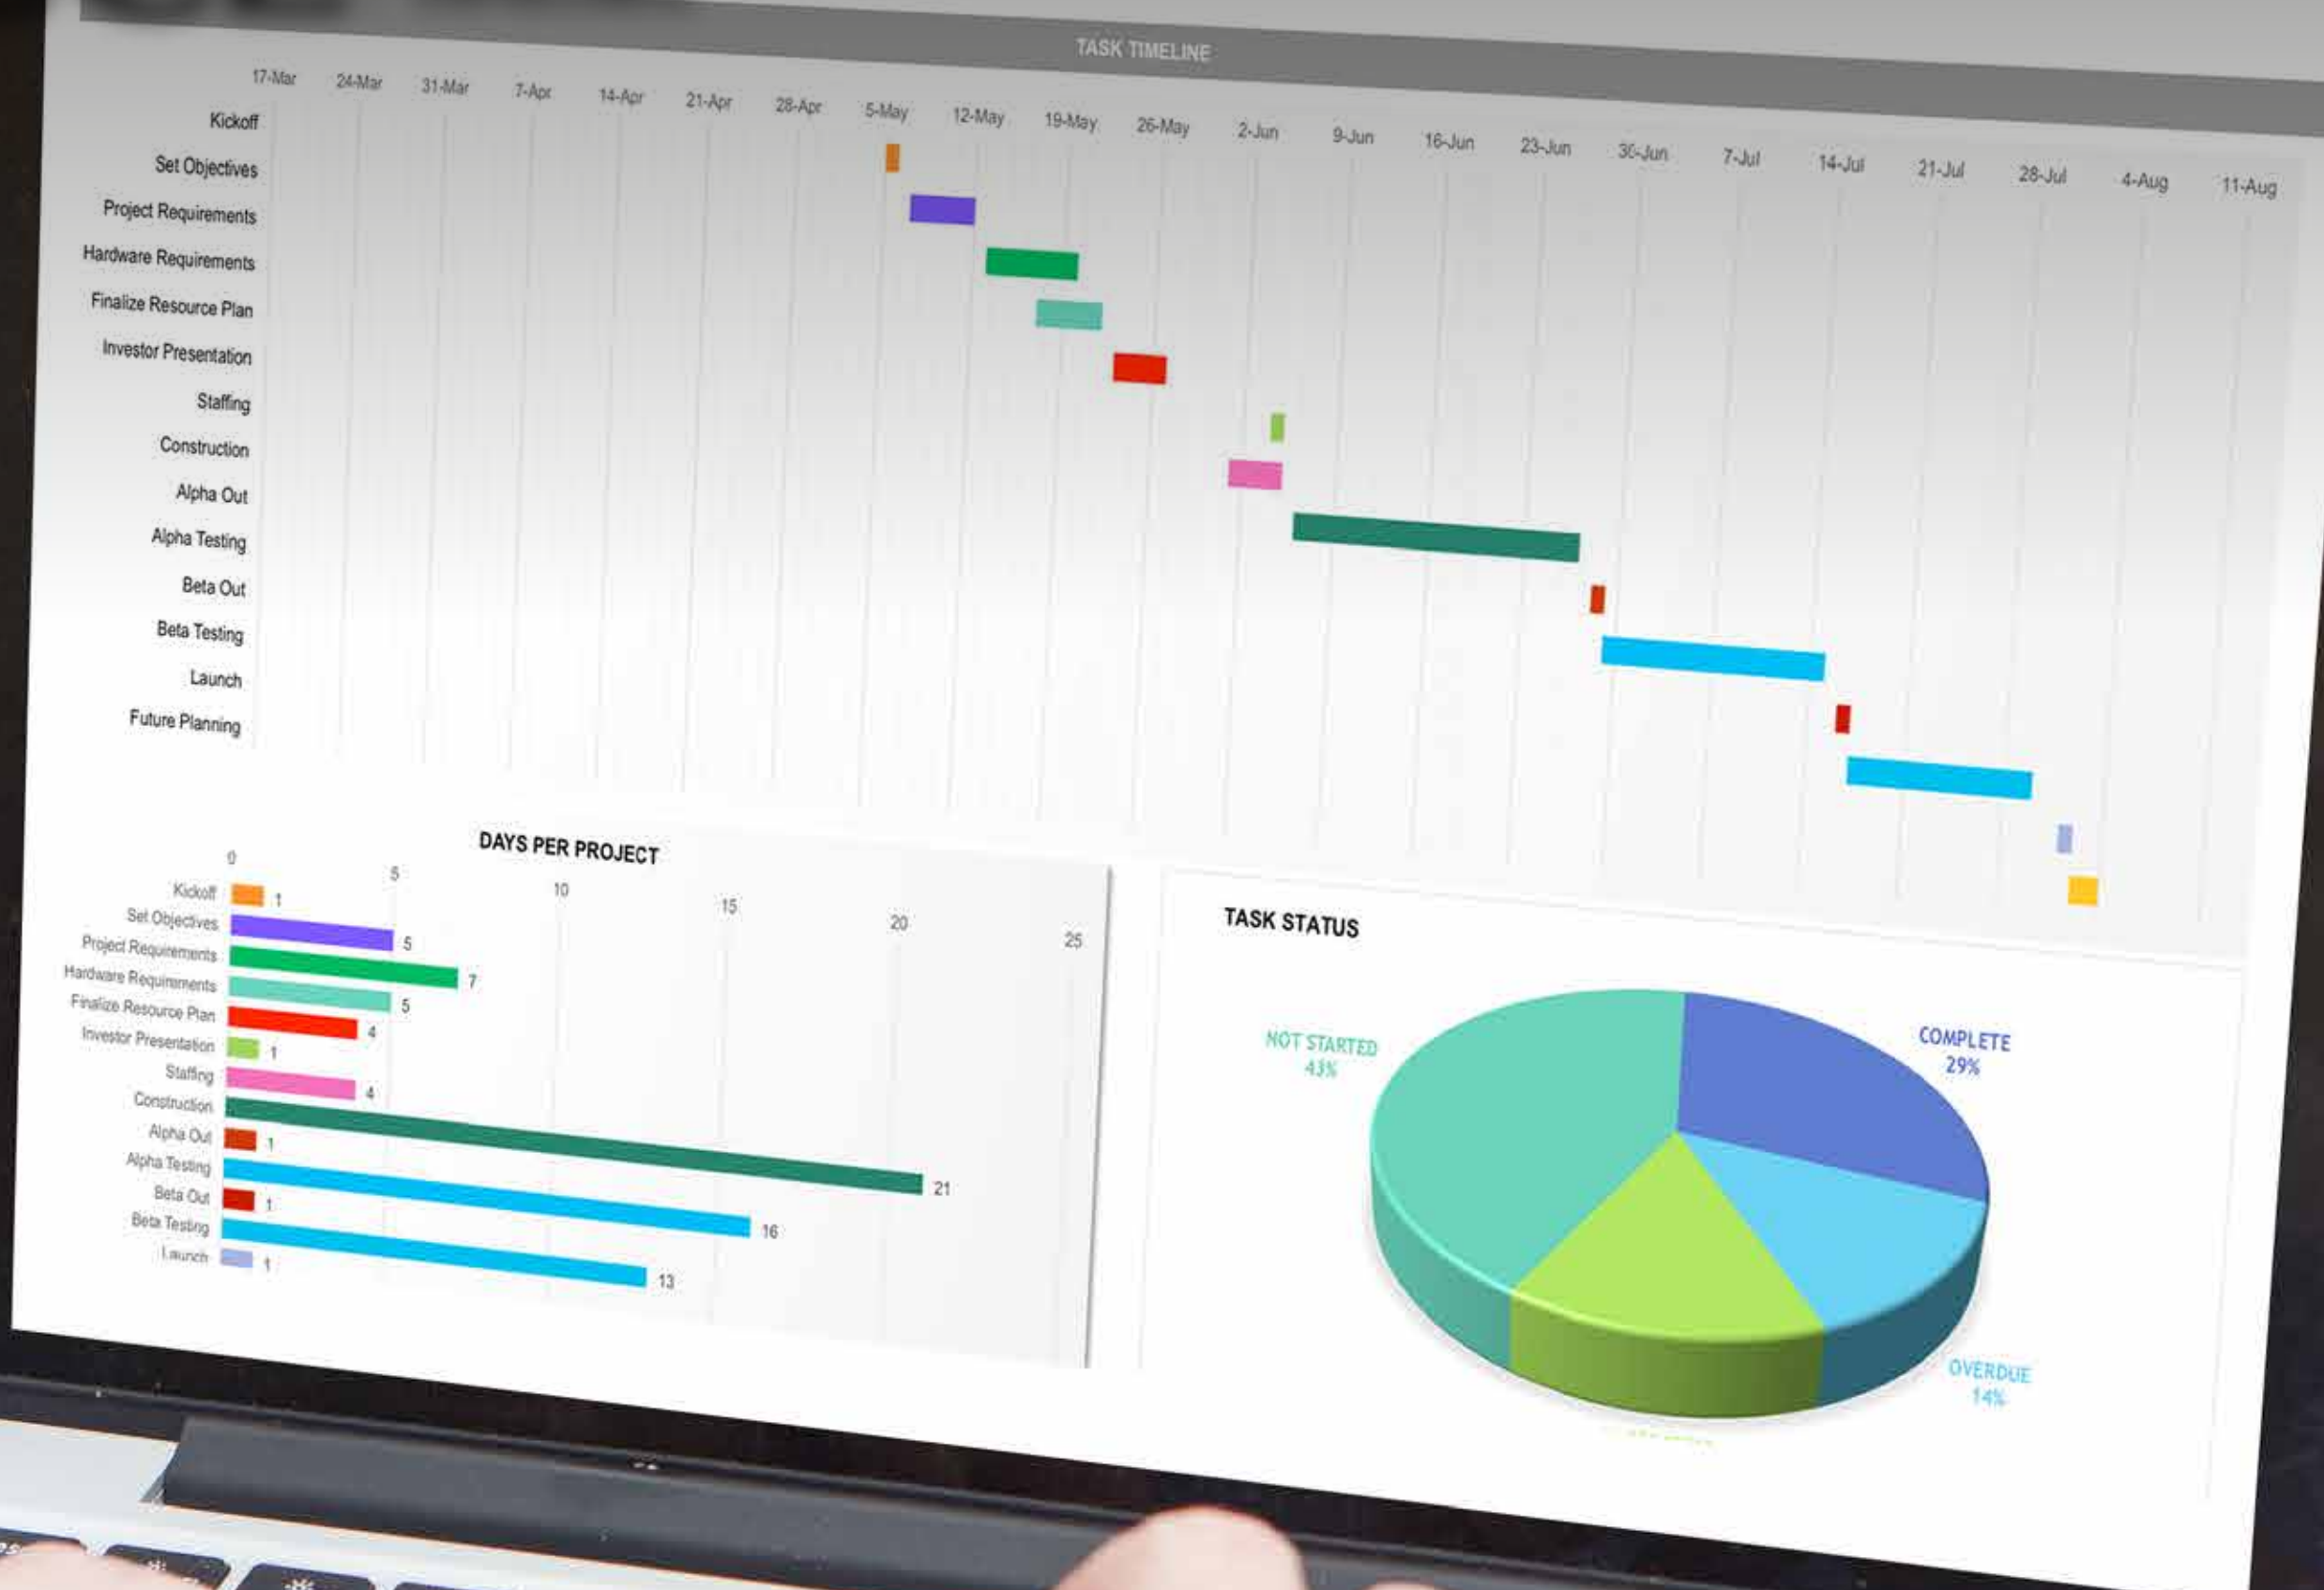 TASK TIMELINE
17-Mar 24-Mar 31-Mar 7-Apr 14-Apr 21-Apr 28-Apr 5-May 12-May 19-May 26-May 2-Jun 9-Jun 16-Jun 23-Jun 30-Jun 7-Jul 14-Jul 21-Jul 28-Jul 4-Aug 11-Aug
Kickoff
Set Objectives
Project Requirements
Hardware Requirements
Finalize Resource Plan
Investor Presentation
Staffing
Construction
Alpha Out
Alpha Testing
Beta Out
Beta Testing
Launch
Future Planning
DAYS PER PROJECT
0 5 10 15 20 25
Kickoff 1
Set Objectives 5
Project Requirements 7
Hardware Requirements 5
Finalize Resource Plan 4
Investor Presentation 1
Staffing 4
Construction 21
Alpha Out 1
Alpha Testing 16
Beta Out 1
Beta Testing 13
Launch 1
TASK STATUS
NOT STARTED
43%
COMPLETE
29%
OVERDUE
14%